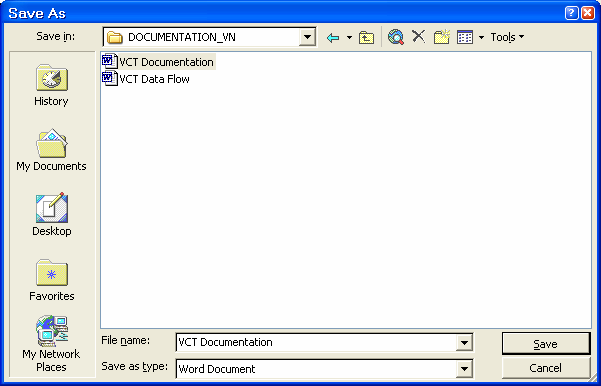 Save As
Save in: DOCUMENTATION_VN Tools
VCT Documentation
VCT Data Flow
History
My Documents
Desktop
Favorites
My Network
Places
File name: VCT Documentation Save
Save as type: Word Document Cancel